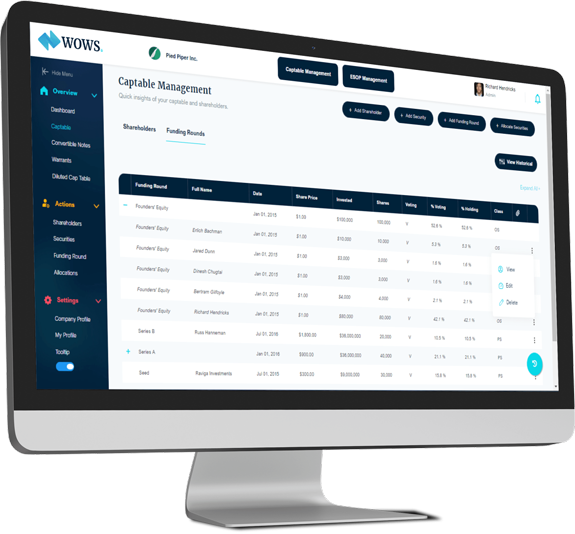 WOWS.
Pied Piper Inc.
Captable Management
ESOP Management
Richard Hendricks
Admin
Hide Menu
Overview
Dashboard
Captable
Convertible Notes
Warrants
Diluted Cap Table
Actions
Shareholders
Securities
Funding Round
Allocations
Settings
Company Profile
My Profile
Tooltip
Captable Management
Quick insights of your captable and shareholders.
+ Add Shareholder
+ Add Security
+ Add Funding Round
+ Allocate Securities
Shareholders
Funding Rounds
View Historical
Expand All
Funding Round Full Name Date Share Price Invested Shares Voting % Voting % Holding Class
Founders' Equity Jan 01, 2015 $1.00 $100,000 100,000 V 52.9 % 52.9 % OS
Founders' Equity Erlich Bachman Jan 01, 2015 $1.00 $10,000 10,000 V 5.3 % 5.3 % OS
Founders' Equity Jared Dunn Jan 01, 2015 $1.00 $3,000 3,000 V 1.6 % 1.6 %
Founders' Equity Dinesh Chugtai Jan 01, 2015 $1.00 $3,000 3,000 V 1.6 % 1.6 %
Founders' Equity Bertram Gilfoyle Jan 01, 2015 $1.00 $4,000 4,000 V 2.1 % 2.1 %
Founders' Equity Richard Hendricks Jan 01, 2015 $1.00 $80,000 80,000 V 42.1 % 42.1 % OS
Series B Russ Hanneman Jul 01, 2016 20,000 V 10.5 % 10.5 % PS
+ Series A Jan 01, 2016 $900.00 $36,000,000 40,000 V 21.1 % 21.1 % PS
Seed Raviga Investments Jul 01, 2015 $300.00 $9,000,000 30,000 V 15.8 % 15.8 % PS
View
Edit
Delete